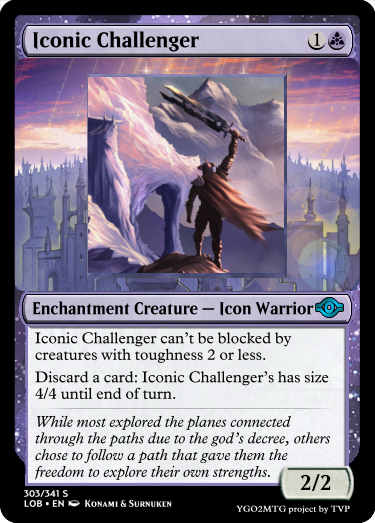 Iconic Challenger
1
Enchantment Creature — Icon Warrior
Iconic Challenger can't be blocked by
creatures with toughness 2 or less.
Discard a card: Iconic Challenger's has size
4/4 until end of turn.
While most explored the planes connected
through the paths due to the god's decree, others
chose to follow a path that gave them the
freedom to explore their own strengths.
2/2
303/341 S
LOB • EN Konami & Surnuken
YGO2MTG project by TVP